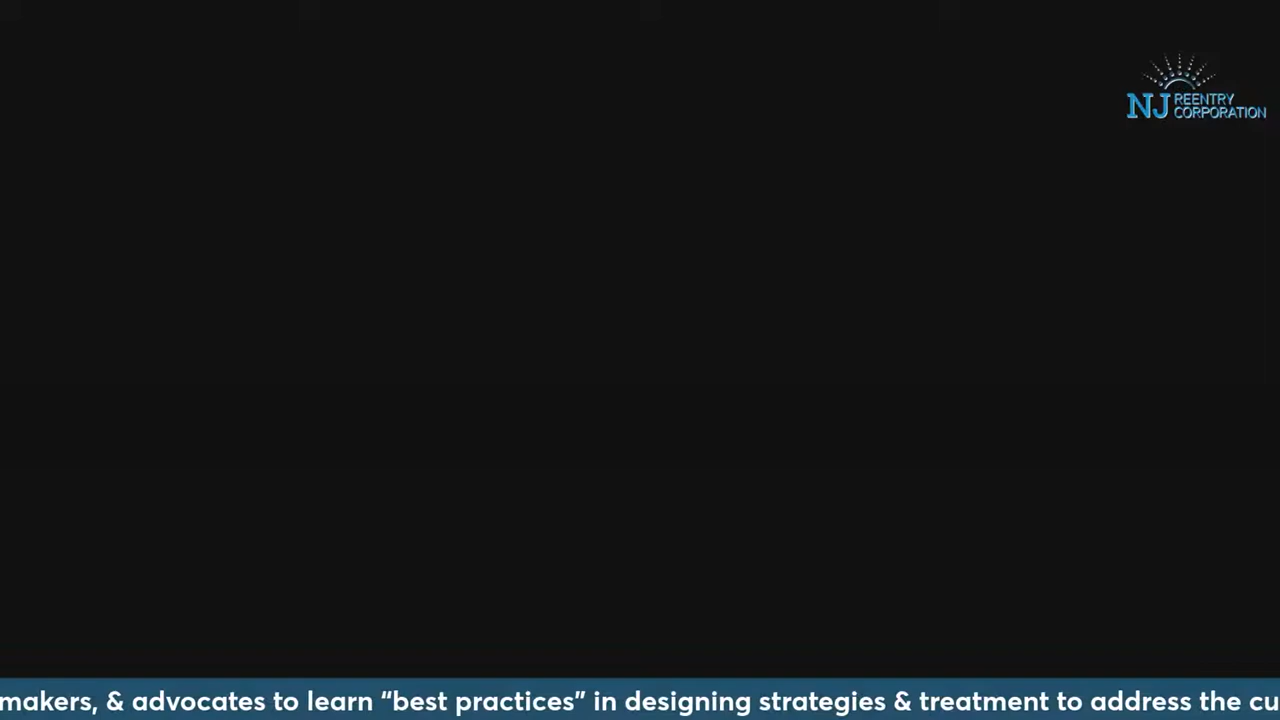 NJ REENTRY
CORPORATION
makers, & advocates to learn “best practices” in designing strategies & treatment to address the cu